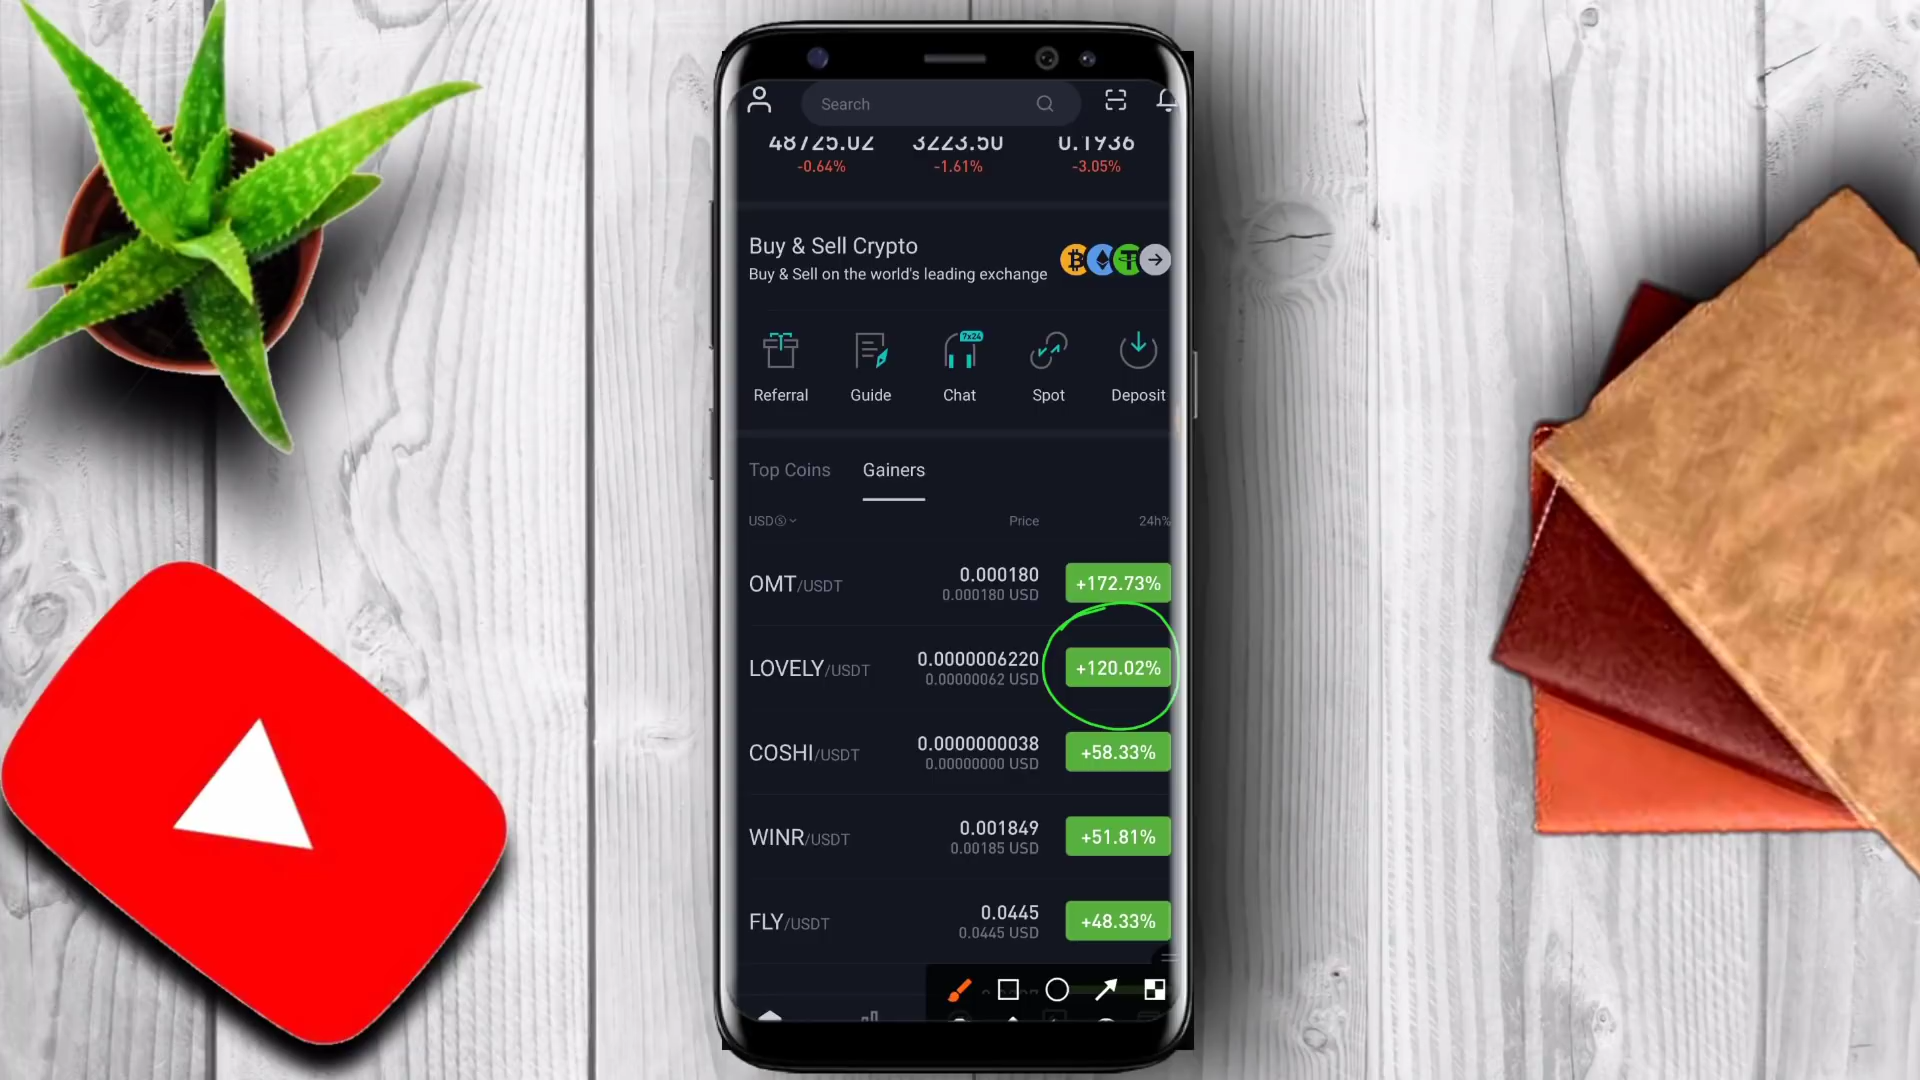 Search
48725.02 3223.50 0.1936
-0.64% -1.61% -3.05%
Buy & Sell Crypto
Buy & Sell on the world's leading exchange
7x24
Referral Guide Chat Spot Deposit
Top Coins Gainers
USDⓈ Price 24h%
OMT/USDT 0.000180 +172.73%
0.000180 USD
LOVELY/USDT 0.0000006220 +120.02%
0.00000062 USD
COSHI/USDT 0.0000000038 +58.33%
0.00000000 USD
WINR/USDT 0.001849 +51.81%
0.00185 USD
FLY/USDT 0.0445 +48.33%
0.0445 USD